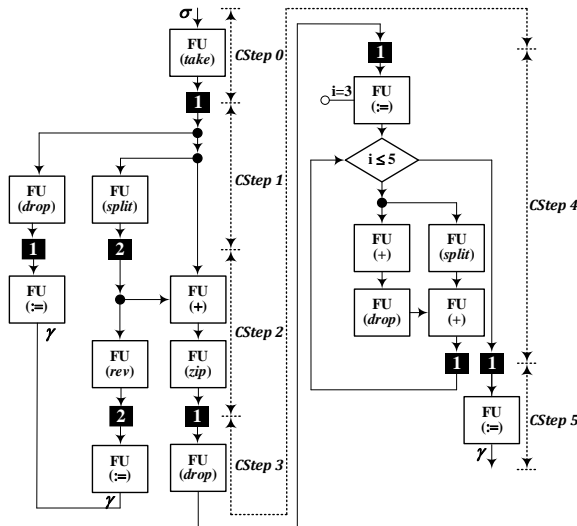 σ
FU
(take)
CStep 0
1
FU
(drop)
FU
(split)
CStep 1
1
2
FU
(:=)
γ
FU
(+)
CStep 2
FU
(rev)
FU
(zip)
2
1
FU
(:=)
γ
FU
(drop)
CStep 3
1
i=3
FU
(:=)
i ≤ 5
CStep 4
FU
(+)
FU
(split)
FU
(drop)
FU
(+)
1
1
FU
(:=)
CStep 5
γ